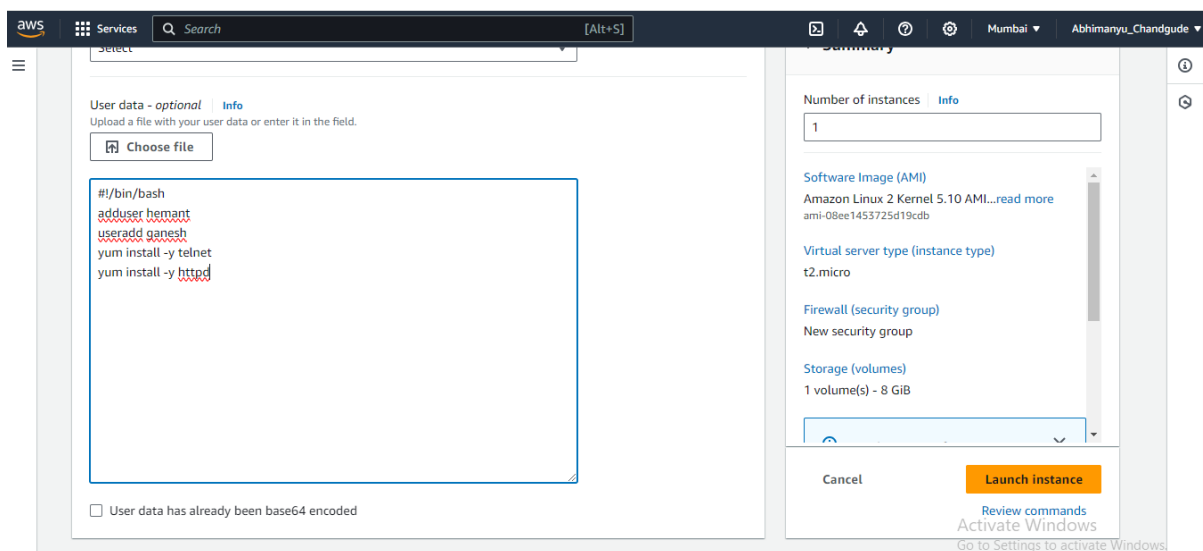 aws Services Search [Alt+S] Mumbai Abhimanyu_Chandgude
Select
User data - optional Info
Upload a file with your user data or enter it in the field.
Choose file
#!/bin/bash
adduser hemant
useradd ganesh
yum install -y telnet
yum install -y httpd
User data has already been base64 encoded
Summary
Number of instances Info
1
Software Image (AMI)
Amazon Linux 2 Kernel 5.10 AMI...read more
ami-08ee1453725d19cdb
Virtual server type (instance type)
t2.micro
Firewall (security group)
New security group
Storage (volumes)
1 volume(s) - 8 GiB
Cancel Launch instance
Review commands
Activate Windows
Go to Settings to activate Windows.